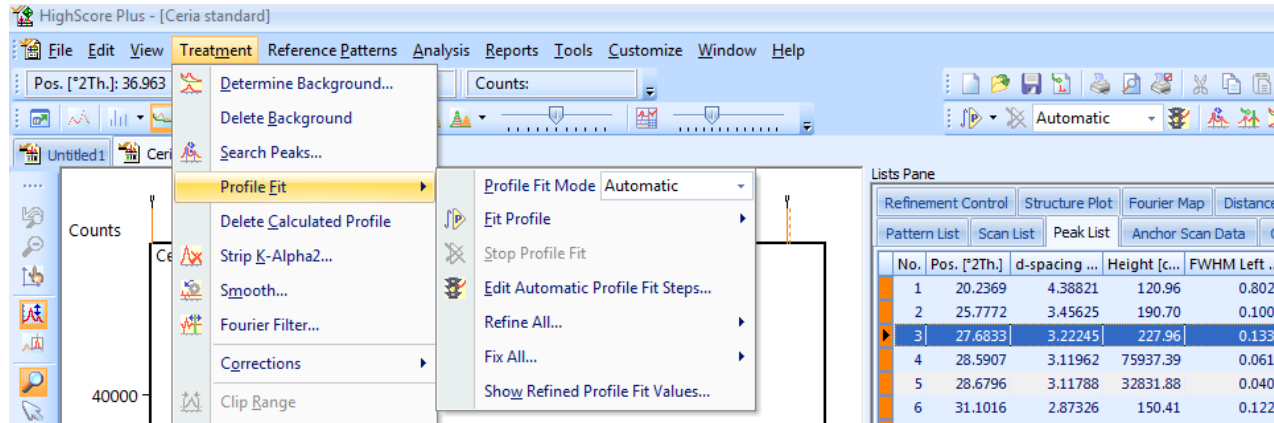 HighScore Plus - [Ceria standard]
File Edit View Treatment Reference Patterns Analysis Reports Tools Customize Window Help
Pos. [°2Th.]: 36.963 Counts:
Automatic
Untitled1 Ceri
Determine Background...
Delete Background
Search Peaks...
Profile Fit
Delete Calculated Profile
Strip K-Alpha2...
Smooth...
Fourier Filter...
Corrections
Clip Range
Profile Fit Mode Automatic
Fit Profile
Stop Profile Fit
Edit Automatic Profile Fit Steps...
Refine All...
Fix All...
Show Refined Profile Fit Values...
Counts
Ce
40000
Lists Pane
Refinement Control Structure Plot Fourier Map Distance
Pattern List Scan List Peak List Anchor Scan Data
No. Pos. [°2Th.] d-spacing ... Height [c... FWHM Left ..
1 20.2369 4.38821 120.96 0.802
2 25.7772 3.45625 190.70 0.100
3 27.6833 3.22245 227.96 0.133
4 28.5907 3.11962 75937.39 0.061
5 28.6796 3.11788 32831.88 0.040
6 31.1016 2.87326 150.41 0.122